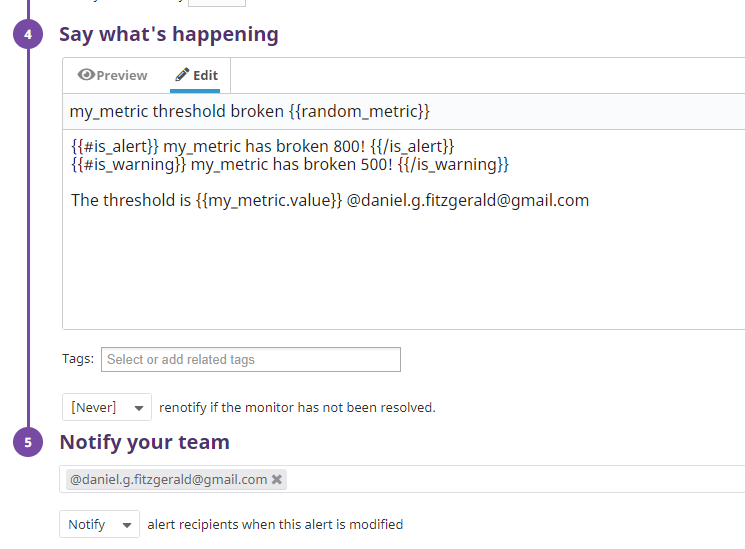 4 Say what's happening
Preview Edit
my_metric threshold broken {{random_metric}}
{{#is_alert}} my_metric has broken 800! {{/is_alert}}
{{#is_warning}} my_metric has broken 500! {{/is_warning}}
The threshold is {{my_metric.value}} @daniel.g.fitzgerald@gmail.com
Tags: Select or add related tags
[Never] renotify if the monitor has not been resolved.
5 Notify your team
@daniel.g.fitzgerald@gmail.com
Notify alert recipients when this alert is modified